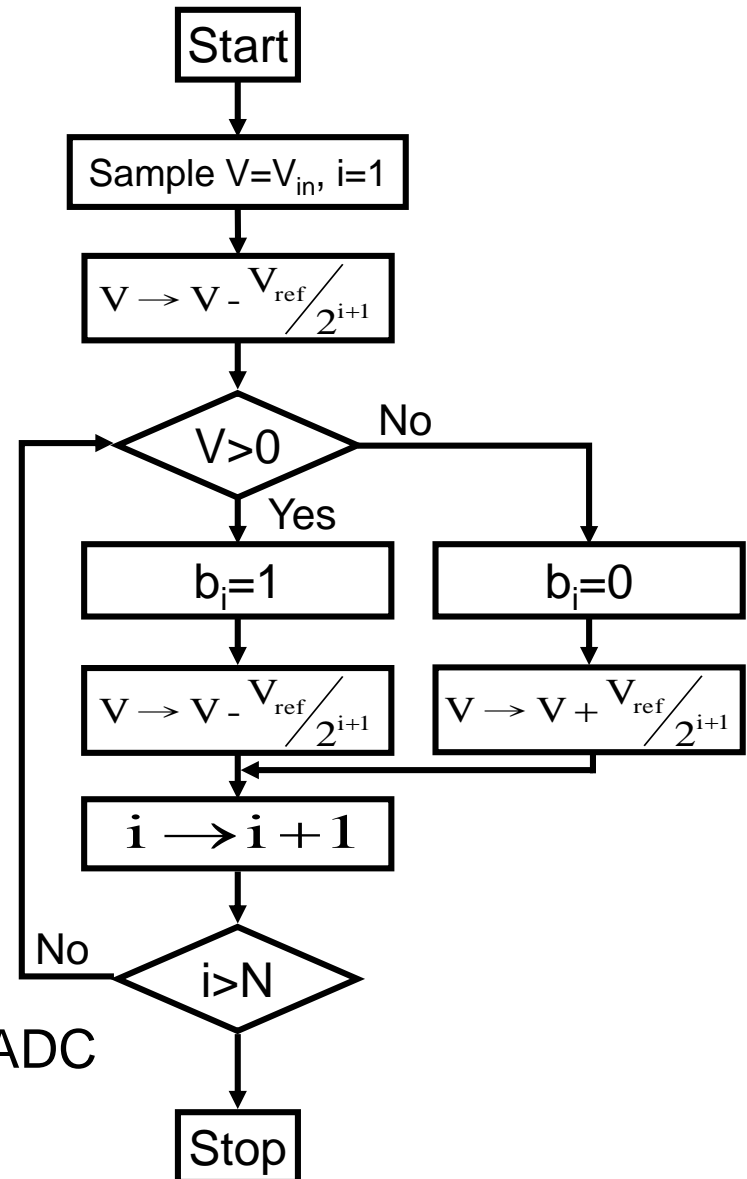 Start
Sample V=V_in, i=1
V → V - V_ref/2^{i+1}
V>0
No
Yes
b_i=1
b_i=0
V → V - V_ref/2^{i+1}
V → V + V_ref/2^{i+1}
i → i + 1
No
i>N
ADC
Stop